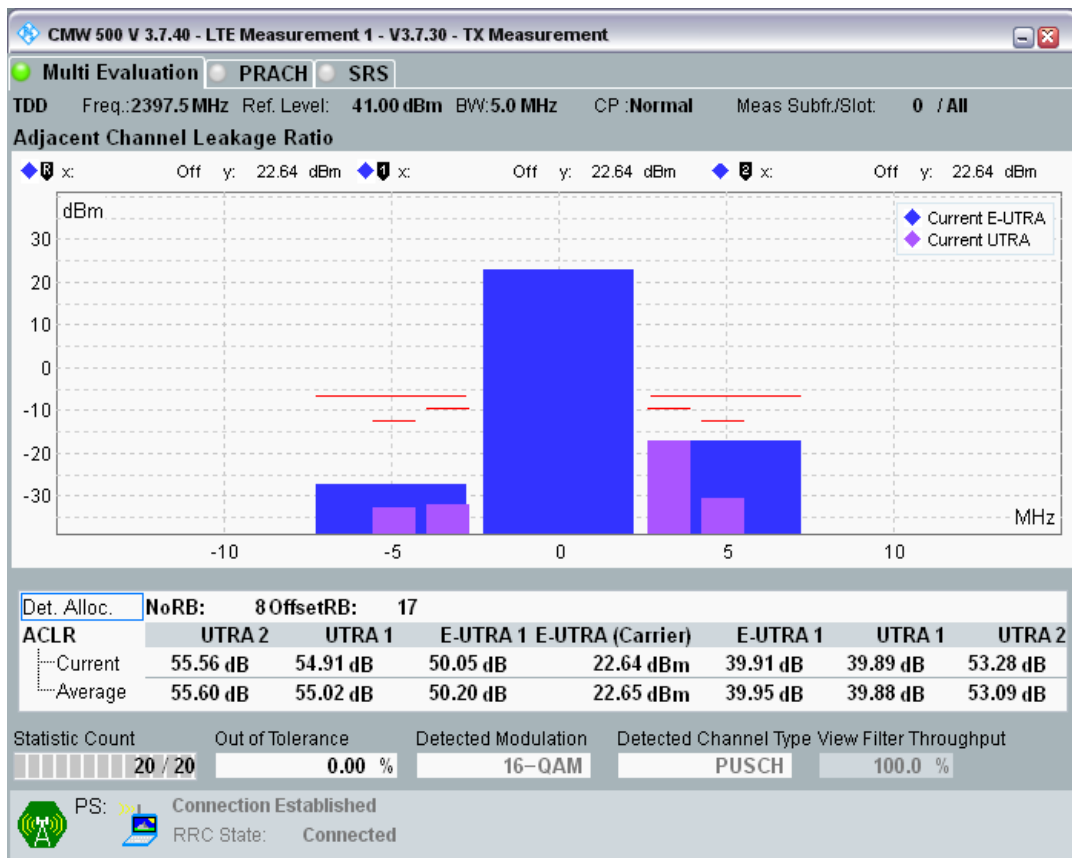 CMW 500 V 3.7.40 - LTE Measurement 1 - V3.7.30 - TX Measurement
Multi Evaluation PRACH SRS
TDD Freq.:2397.5 MHz Ref. Level: 41.00 dBm BW:5.0 MHz CP :Normal Meas Subfr./Slot: 0 / All
Adjacent Channel Leakage Ratio
R x: Off y: 22.64 dBm 1 x: Off y: 22.64 dBm 2 x: Off y: 22.64 dBm
dBm
Current E-UTRA
Current UTRA
30
20
10
0
-10
-20
-30
MHz
-10 -5 0 5 10
Det. Alloc. NoRB: 8 OffsetRB: 17
ACLR UTRA 2 UTRA 1 E-UTRA 1 E-UTRA (Carrier) E-UTRA 1 UTRA 1 UTRA 2
Current 55.56 dB 54.91 dB 50.05 dB 22.64 dBm 39.91 dB 39.89 dB 53.28 dB
Average 55.60 dB 55.02 dB 50.20 dB 22.65 dBm 39.95 dB 39.88 dB 53.09 dB
Statistic Count Out of Tolerance Detected Modulation Detected Channel Type View Filter Throughput
20 / 20 0.00 % 16-QAM PUSCH 100.0 %
PS: Connection Established
RRC State: Connected